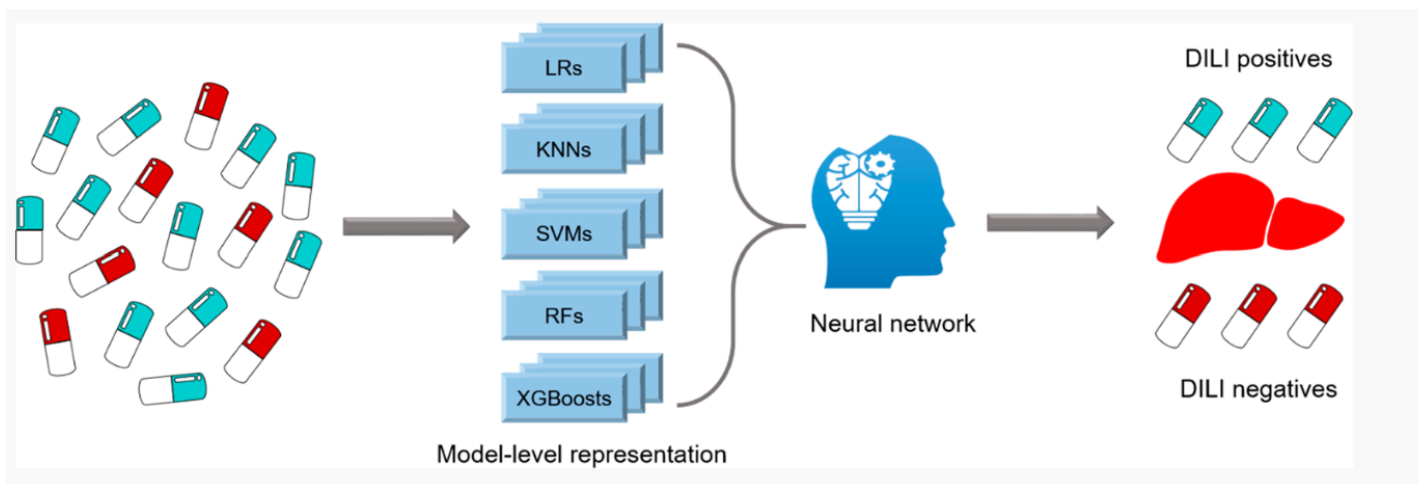 LRs
KNNs
SVMs
RFs
XGBoosts
Model-level representation
Neural network
DILI positives
DILI negatives